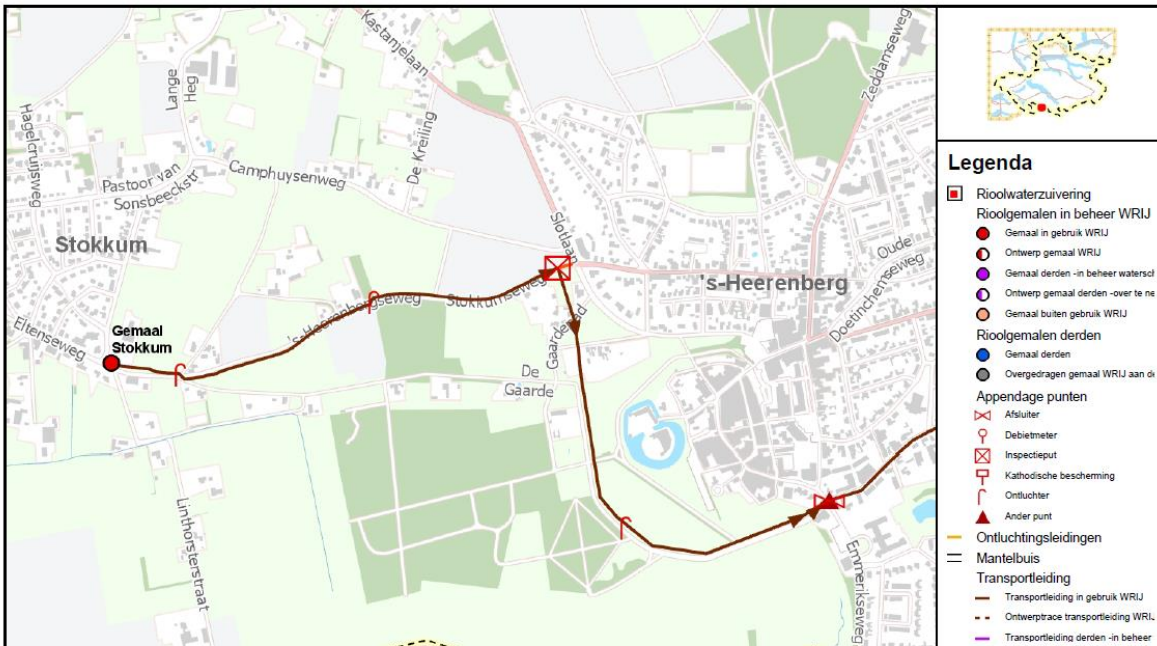 Kastanjelaan
Zeddamseweg
Lange
Heg
Hagelcruijsweg
De Kreiling
Camphuysenweg
Pastoor van
Sonsbeeckstr
Stokkum
Slotlaan
Oude
Doetinchemseweg
's-Heerenberg
's-Heerenbergseweg
Stokkumseweg
Eltenseweg
Gemaal
Stokkum
Gaarderpad
De
Gaarde
Linthorsterstraat
Emmerikseweg
Legenda
Rioolwaterzuivering
Rioolgemalen in beheer WRIJ
Gemaal in gebruik WRIJ
Ontwerp gemaal WRIJ
Gemaal derden -in beheer watersch
Ontwerp gemaal derden -over te ne
Gemaal buiten gebruik WRIJ
Rioolgemalen derden
Gemaal derden
Overgedragen gemaal WRIJ aan de
Appendage punten
Afsluiter
Debietmeter
Inspectieput
Kathodische bescherming
Ontluchter
Ander punt
Ontluchtingsleidingen
Mantelbuis
Transportleiding
Transportleiding in gebruik WRIJ
Ontwerptrace transportleiding WRIJ
Transportleiding derden -in beheer